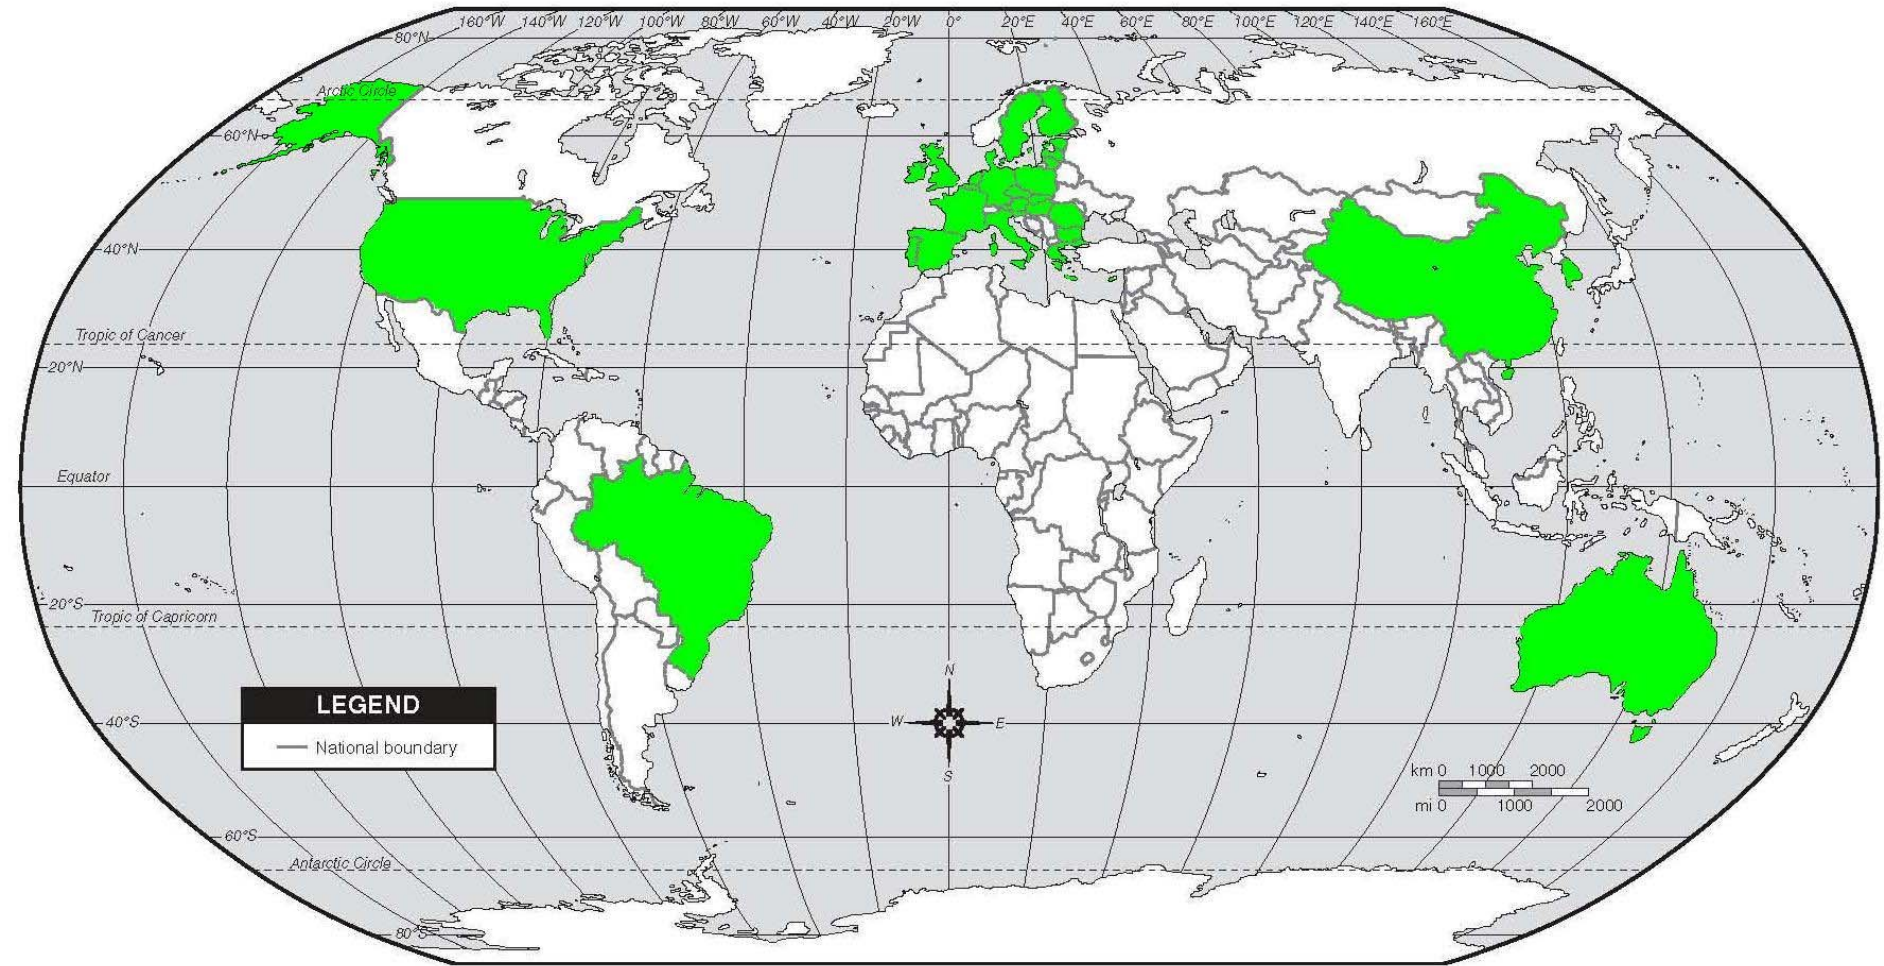 160°W 140°W 120°W 100°W 80°W 60°W 40°W 20°W 0° 20°E 40°E 60°E 80°E 100°E 120°E 140°E 160°E
80°N
Arctic Circle
60°N
40°N
Tropic of Cancer
20°N
Equator
20°S
Tropic of Capricorn
N
LEGEND
40°S
W E
National boundary
S
km 0 1000 2000
mi 0 1000 2000
60°S
Antarctic Circle
80°S